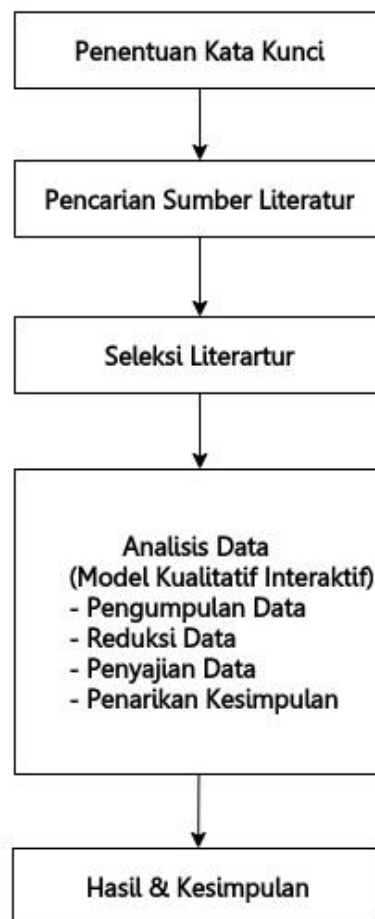 Penentuan Kata Kunci
Pencarian Sumber Literatur
Seleksi Literartur
Analisis Data
(Model Kualitatif Interaktif)
- Pengumpulan Data
- Reduksi Data
- Penyajian Data
- Penarikan Kesimpulan
Hasil & Kesimpulan